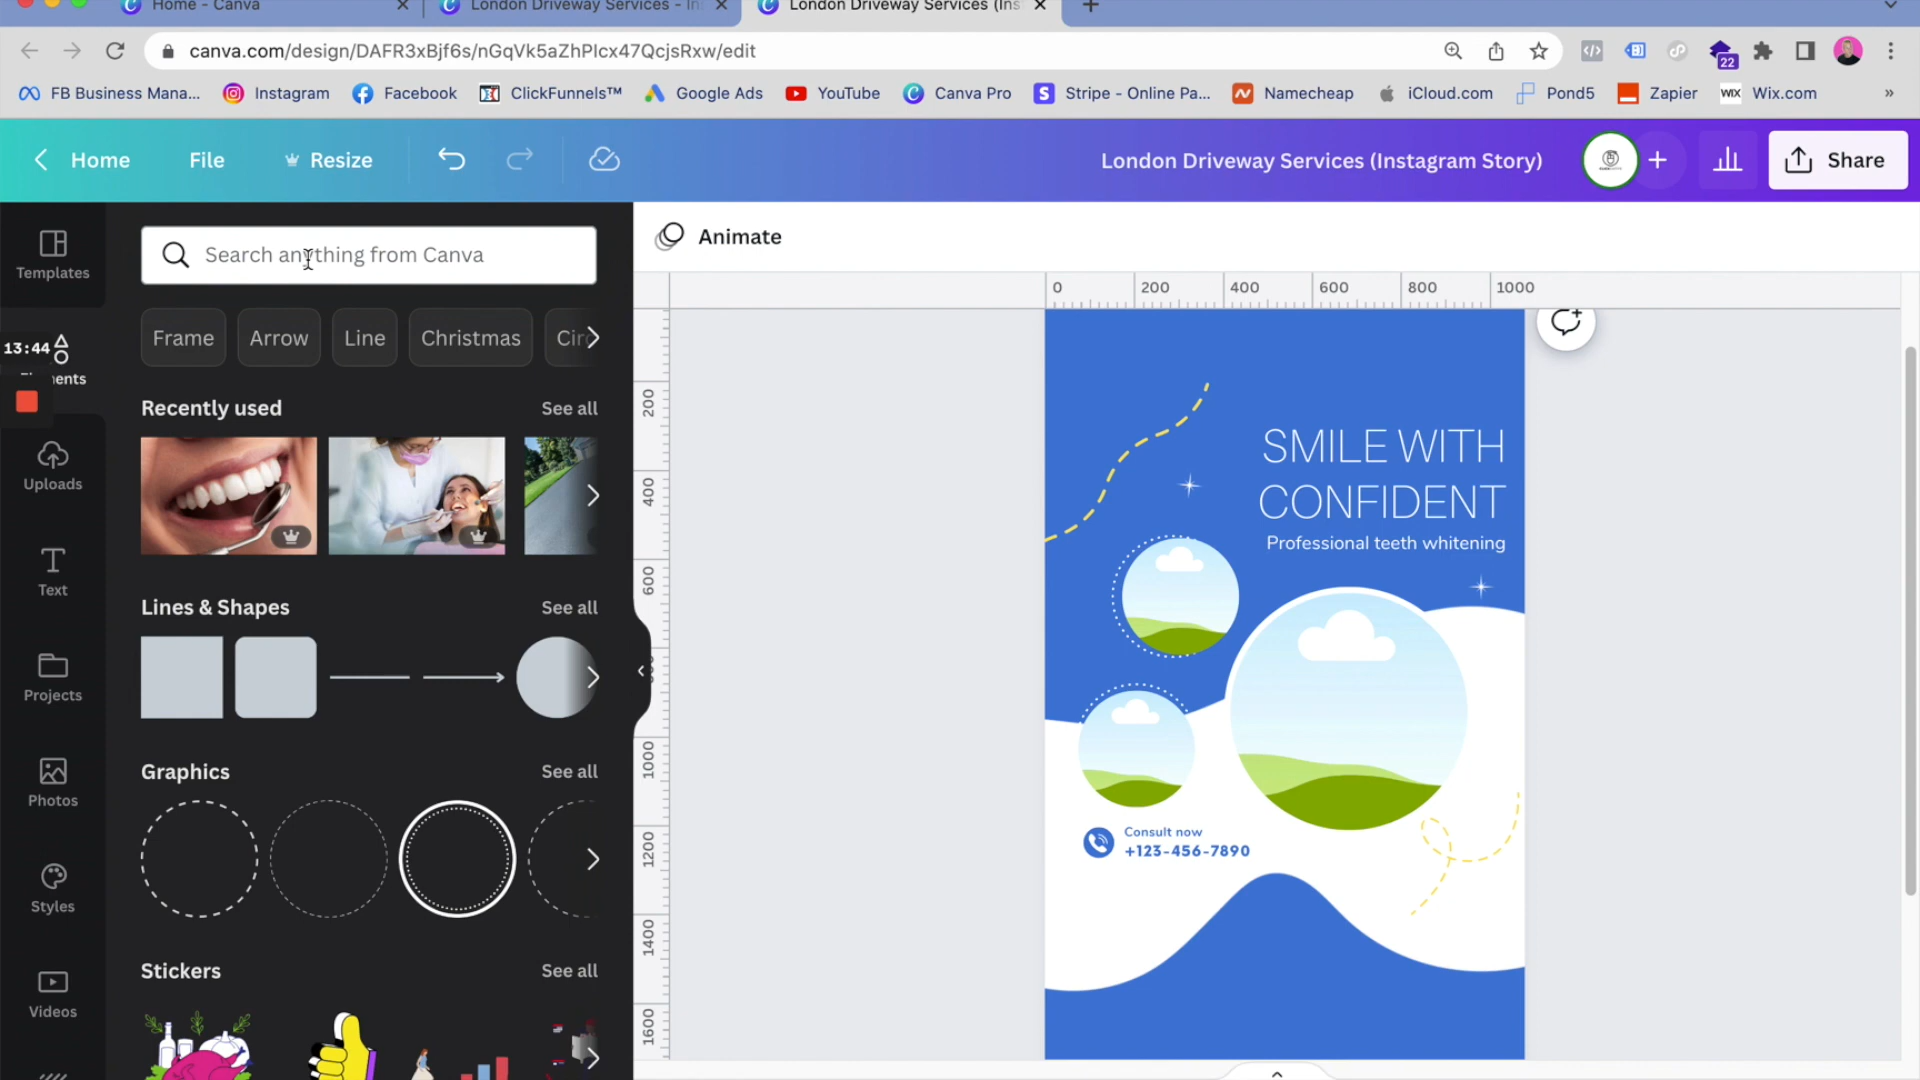 Home - Canva
London Driveway Services - In
London Driveway Services (Ins
canva.com/design/DAFR3xBjf6s/nGqVk5aZhPlcx47QcjsRxw/edit
22
FB Business Mana...
Instagram
Facebook
ClickFunnels™
Google Ads
YouTube
Canva Pro
Stripe - Online Pa...
Namecheap
iCloud.com
Pond5
Zapier
WIX Wix.com
»
Home
File
Resize
London Driveway Services (Instagram Story)
Share
Templates
13:44
ments
Uploads
Text
Projects
Photos
Styles
Videos
Search anything from Canva
Frame
Arrow
Line
Christmas
Circ
Recently used
See all
Lines & Shapes
See all
Graphics
See all
Stickers
See all
Animate
0 200 400 600 800 1000
200
400
600
1000
1200
1400
1600
SMILE WITH
CONFIDENT
Professional teeth whitening
Consult now
+123-456-7890